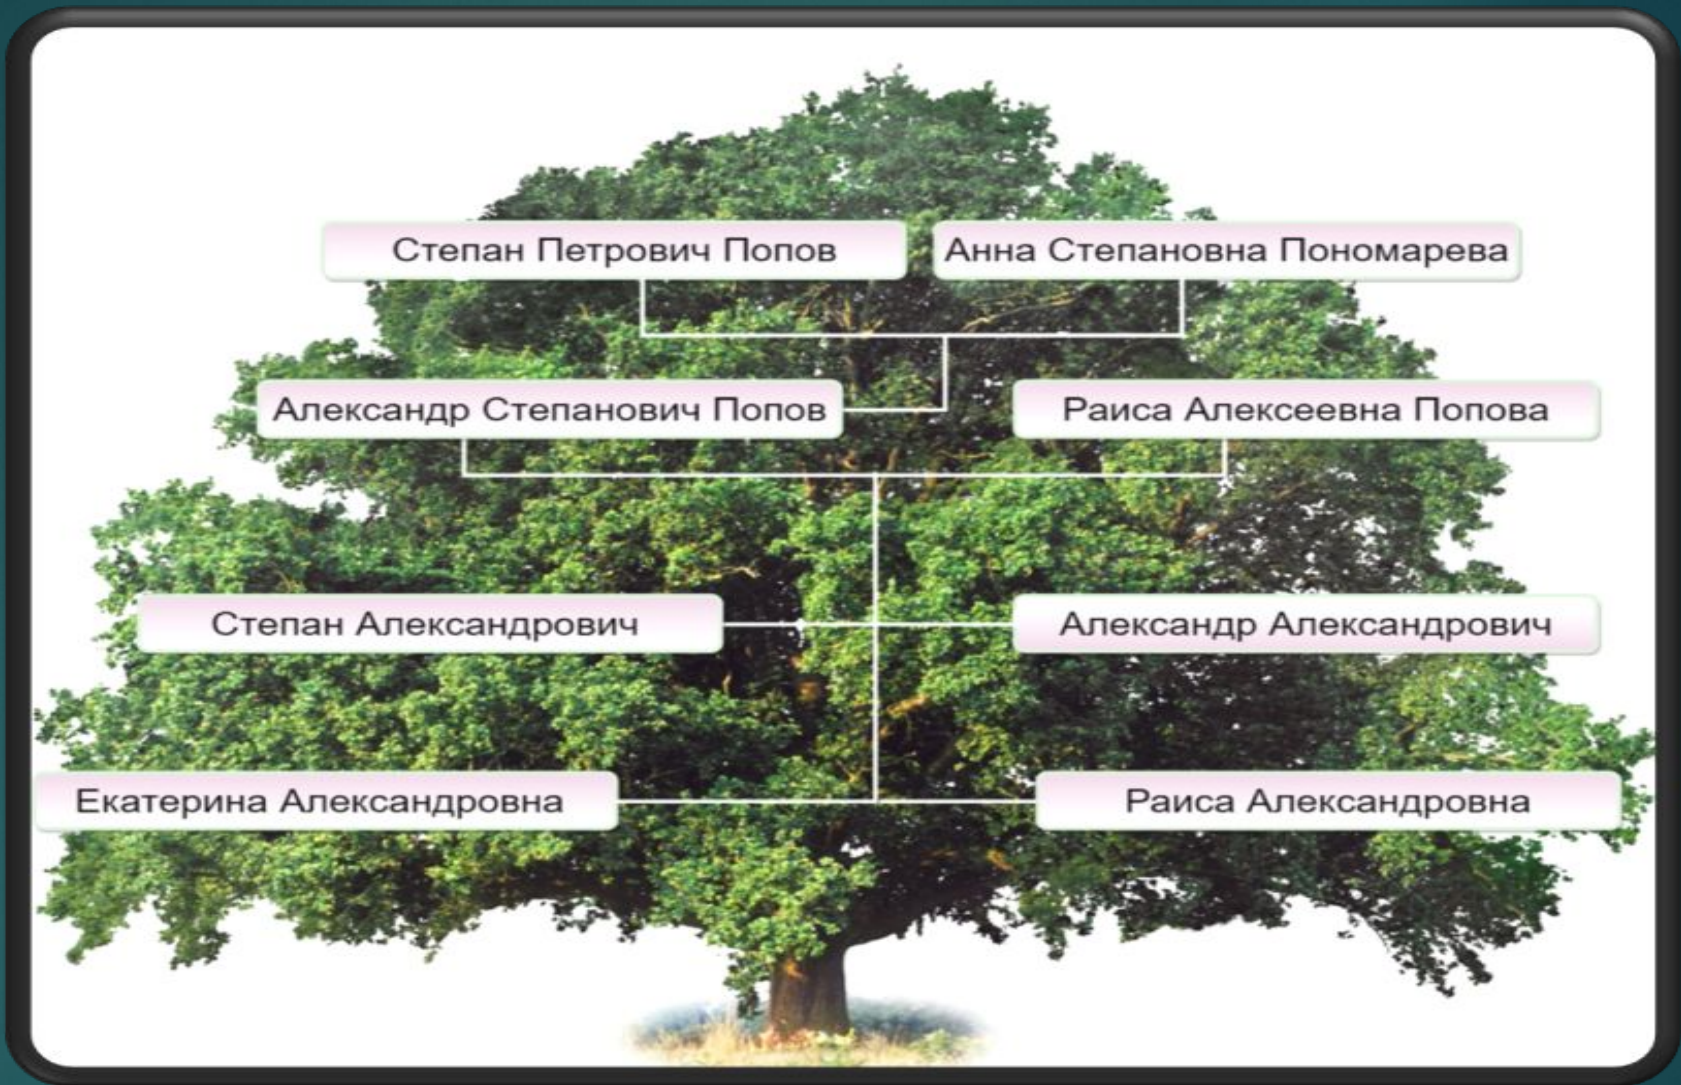 Степан Петрович Попов
Анна Степановна Пономарева
Александр Степанович Попов
Раиса Алексеевна Попова
Степан Александрович
Александр Александрович
Екатерина Александровна
Раиса Александровна